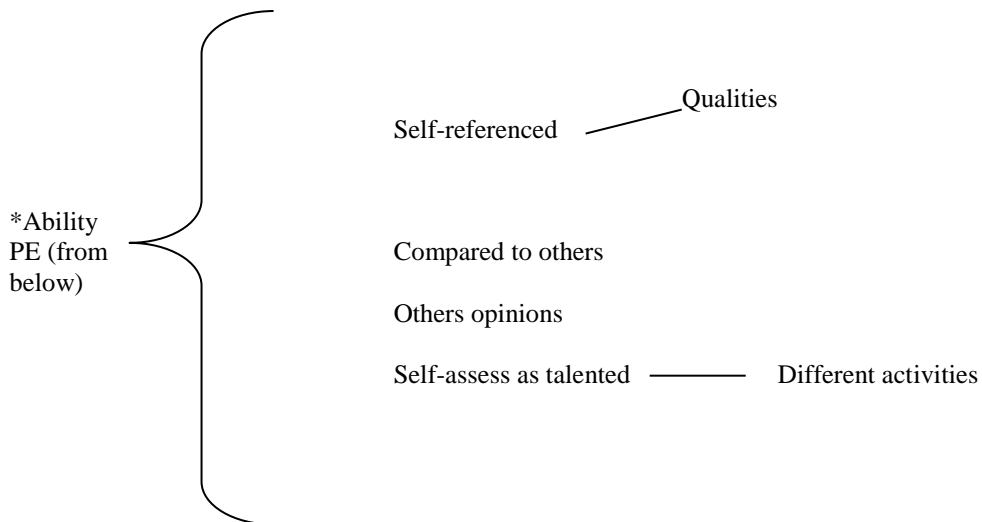 Qualities
Self-referenced
*Ability
PE (from
below)
Compared to others
Others opinions
Self-assess as talented
Different activities